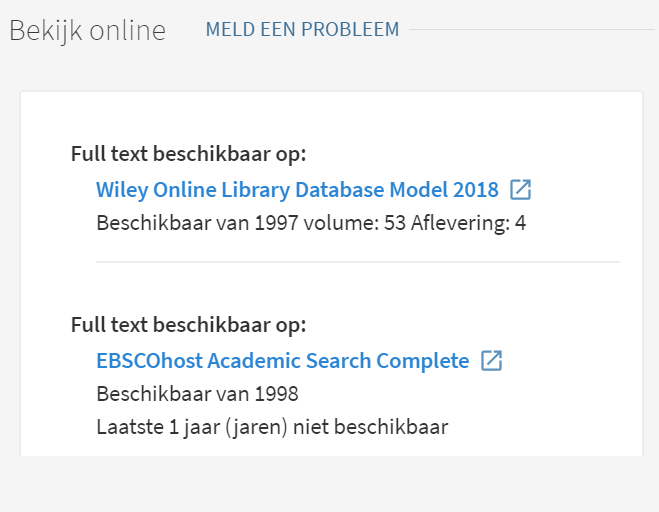 Bekijk online
MELD EEN PROBLEEM
Full text beschikbaar op:
Wiley Online Library Database Model 2018
Beschikbaar van 1997 volume: 53 Aflevering: 4
Full text beschikbaar op:
EBSCOhost Academic Search Complete
Beschikbaar van 1998
Laatste 1 jaar (jaren) niet beschikbaar